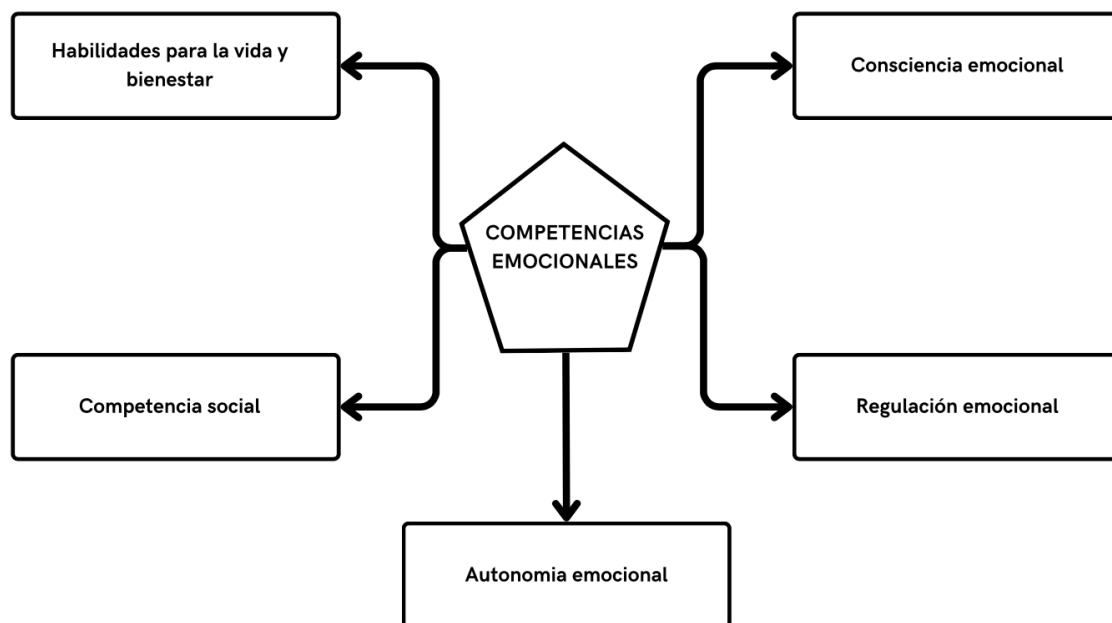 Habilidades para la vida y
bienestar
Consciencia emocional
COMPETENCIAS
EMOCIONALES
Competencia social
Regulación emocional
Autonomia emocional